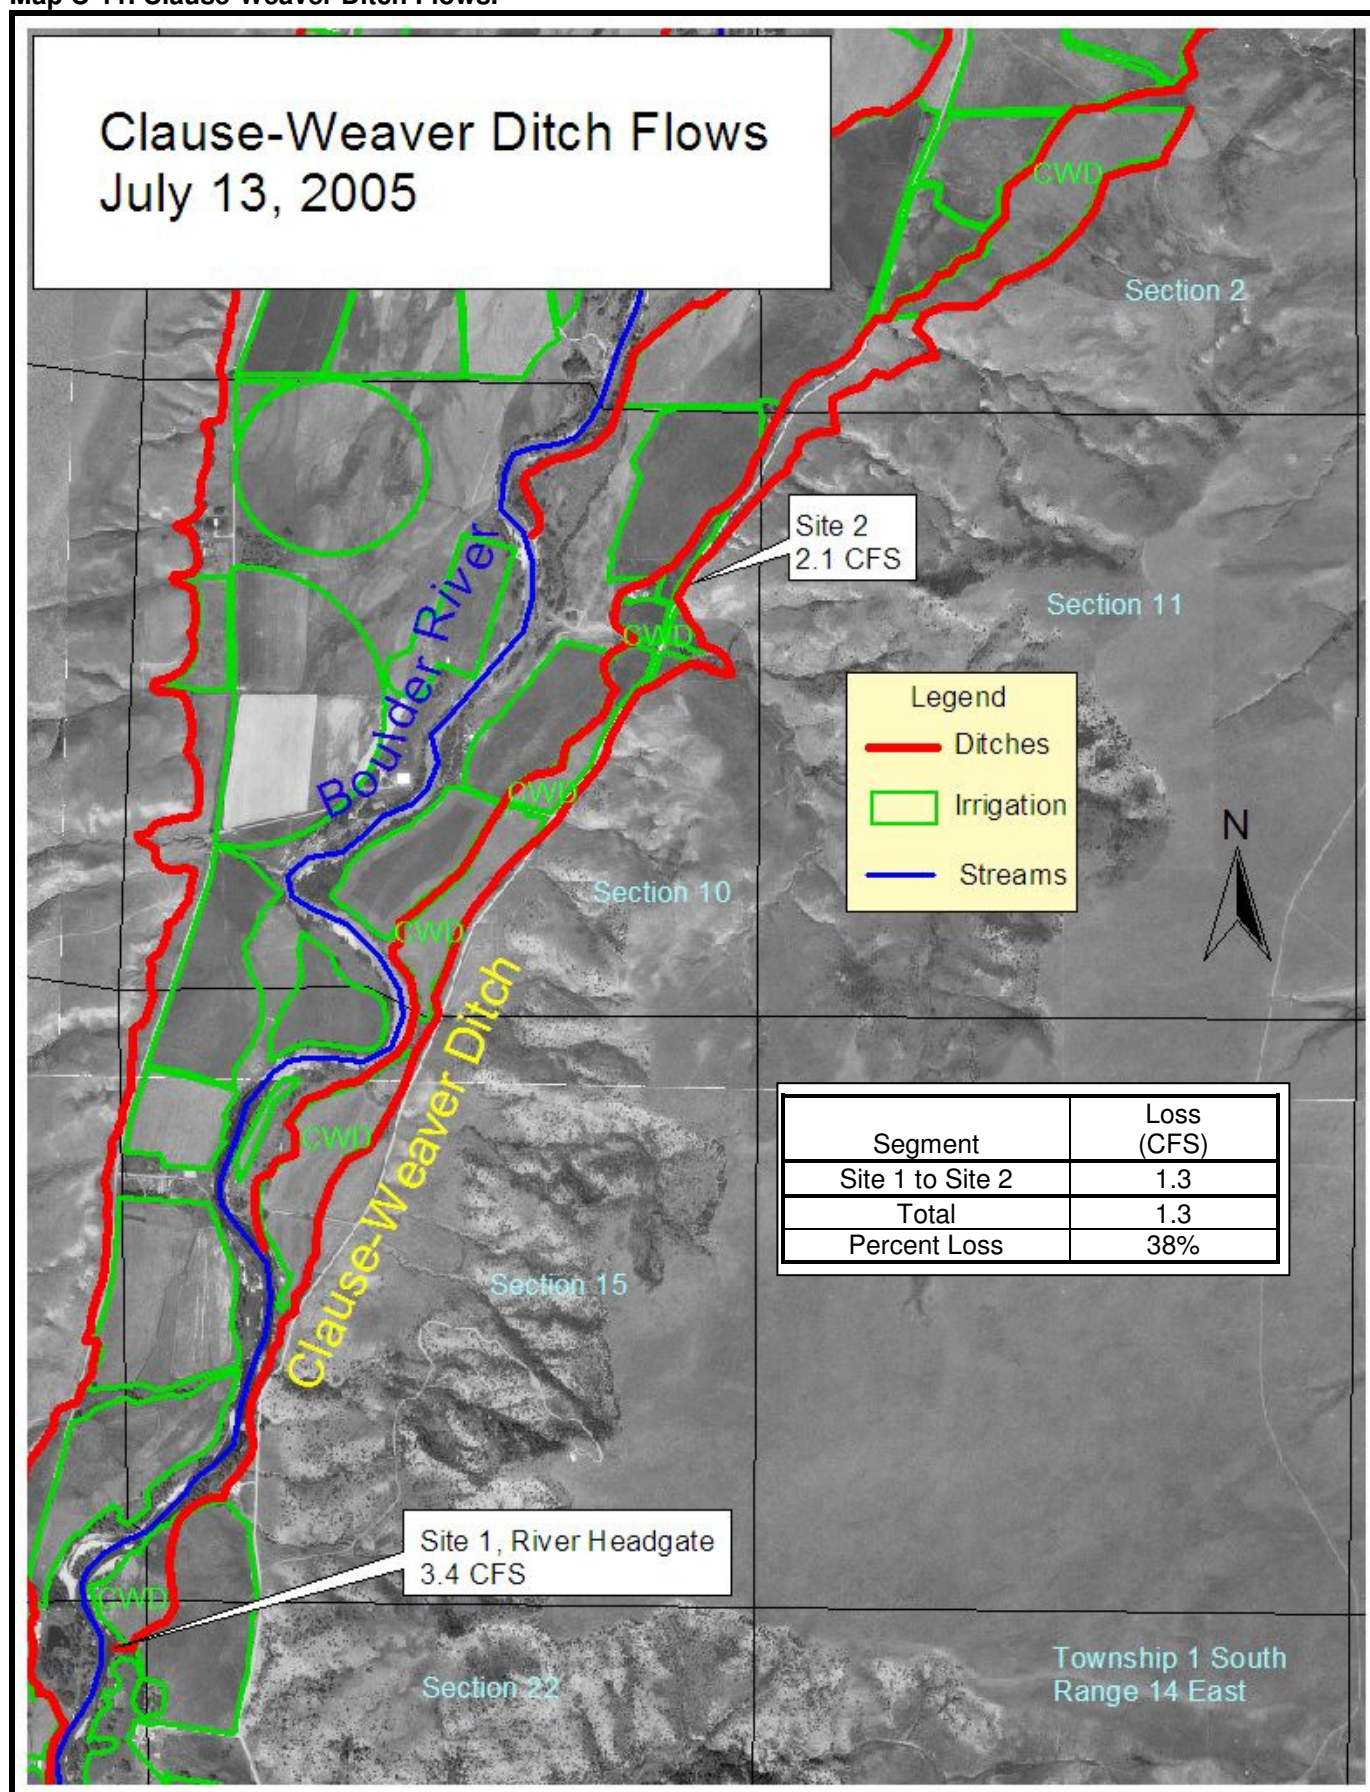 Clause-Weaver Ditch Flows
July 13, 2005
CWD
Section 2
Site 2
2.1 CFS
Section 11
CWD
Boulder River
Legend
Ditches
Irrigation
Streams
N
CWD
Section 10
CWD
Clause-Weaver Ditch
Segment
Loss
(CFS)
Site 1 to Site 2 1.3
Total 1.3
Percent Loss 38%
CWD
Section 15
Site 1, River Headgate
3.4 CFS
CWD
Section 22
Township 1 South
Range 14 East